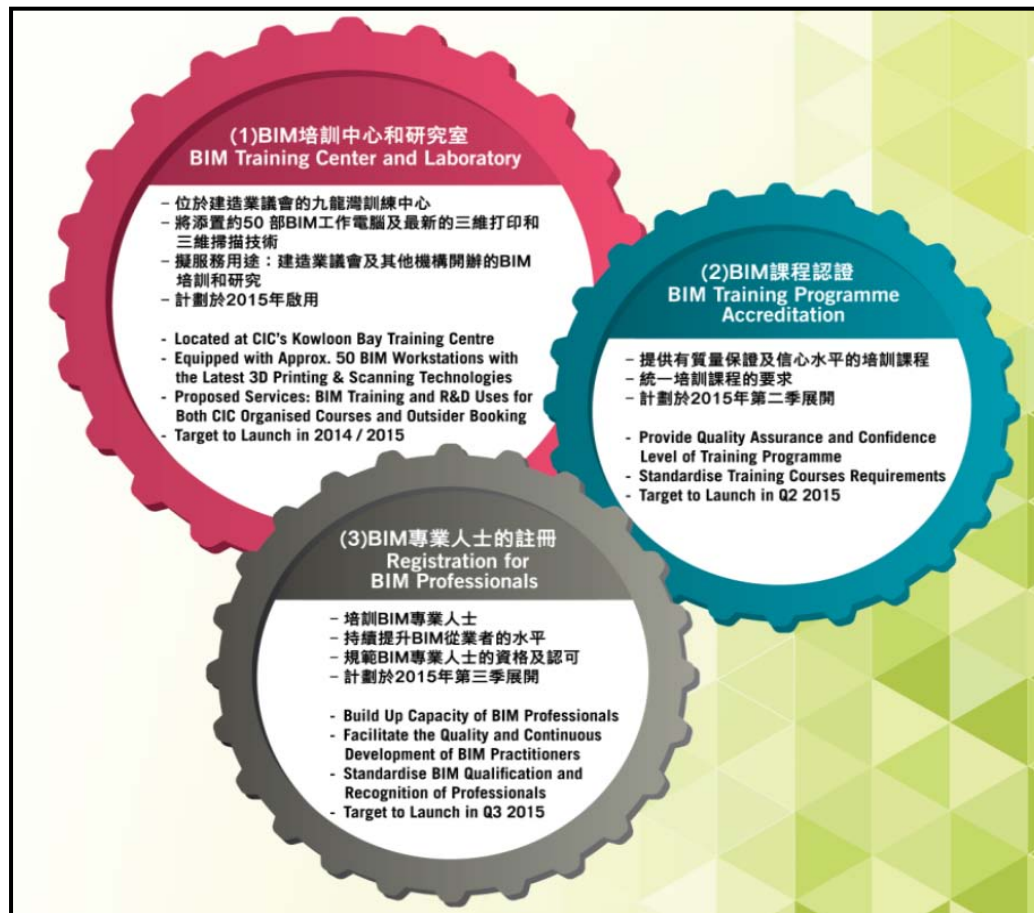 (1)BIM培訓中心和研究室
BIM Training Center and Laboratory
– 位於建造業議會的九龍灣訓練中心
– 將添置約50 部BIM工作電腦及最新的三維打印和
三維掃描技術
– 擬服務用途：建造業議會及其他機構開辦的BIM
培訓和研究
– 計劃於2015年啟用
- Located at CIC's Kowloon Bay Training Centre
- Equipped with Approx. 50 BIM Workstations with
the Latest 3D Printing & Scanning Technologies
- Proposed Services: BIM Training and R&D Uses for
Both CIC Organised Courses and Outsider Booking
- Target to Launch in 2014 / 2015
(2)BIM課程認證
BIM Training Programme
Accreditation
– 提供有質量保證及信心水平的培訓課程
– 統一培訓課程的要求
– 計劃於2015年第二季展開
- Provide Quality Assurance and Confidence
Level of Training Programme
- Standardise Training Courses Requirements
- Target to Launch in Q2 2015
(3)BIM專業人士的註冊
Registration for
BIM Professionals
– 培訓BIM專業人士
– 持續提升BIM從業者的水平
– 規範BIM專業人士的資格及認可
– 計劃於2015年第三季展開
- Build Up Capacity of BIM Professionals
- Facilitate the Quality and Continuous
Development of BIM Practitioners
- Standardise BIM Qualification and
Recognition of Professionals
- Target to Launch in Q3 2015